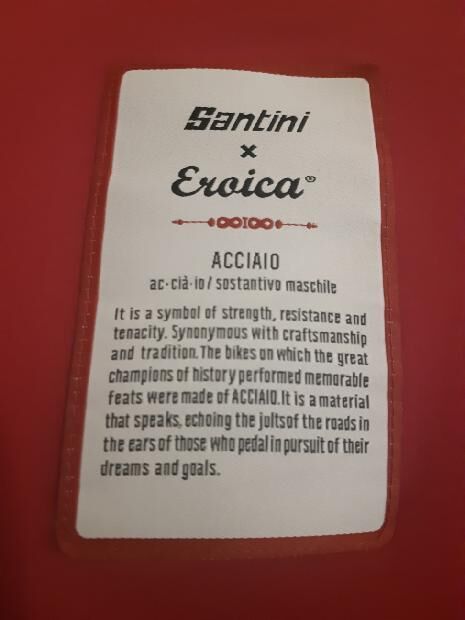 Santini
×
Eroica®
ACCIAIO
ac·cià·io / sostantivo maschile
It is a symbol of strength, resistance and
tenacity. Synonymous with craftsmanship
and tradition. The bikes on which the great
champions of history performed memorable
feats were made of ACCIAIO. It is a material
that speaks, echoing the joltsof the roads in
the ears of those who pedal in pursuit of their
dreams and goals.